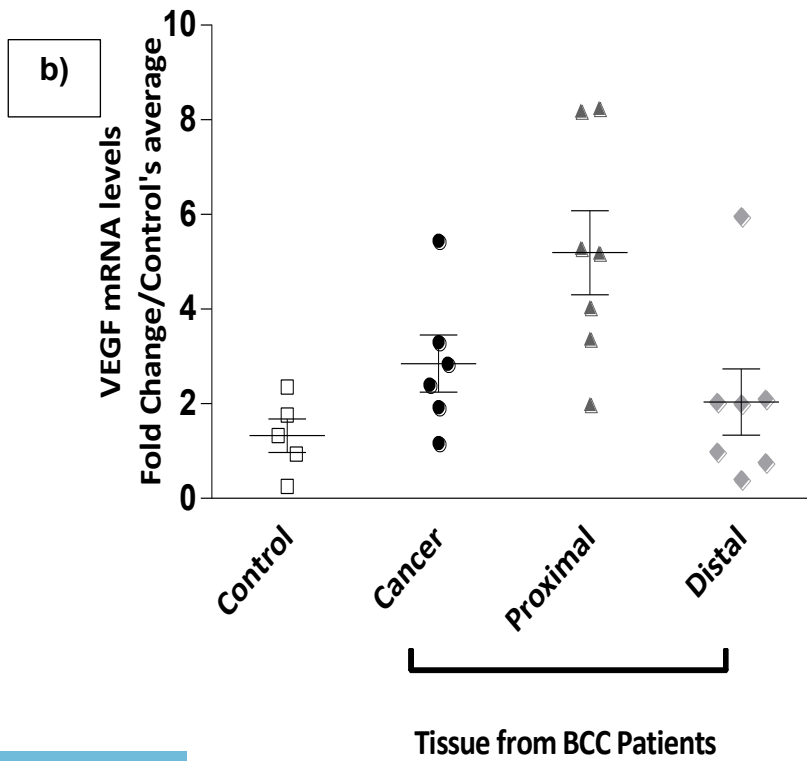 b)
VEGF mRNA levels
Fold Change/Control's average
10
8
6
4
2
0
Control
Cancer
Proximal
Distal
Tissue from BCC Patients